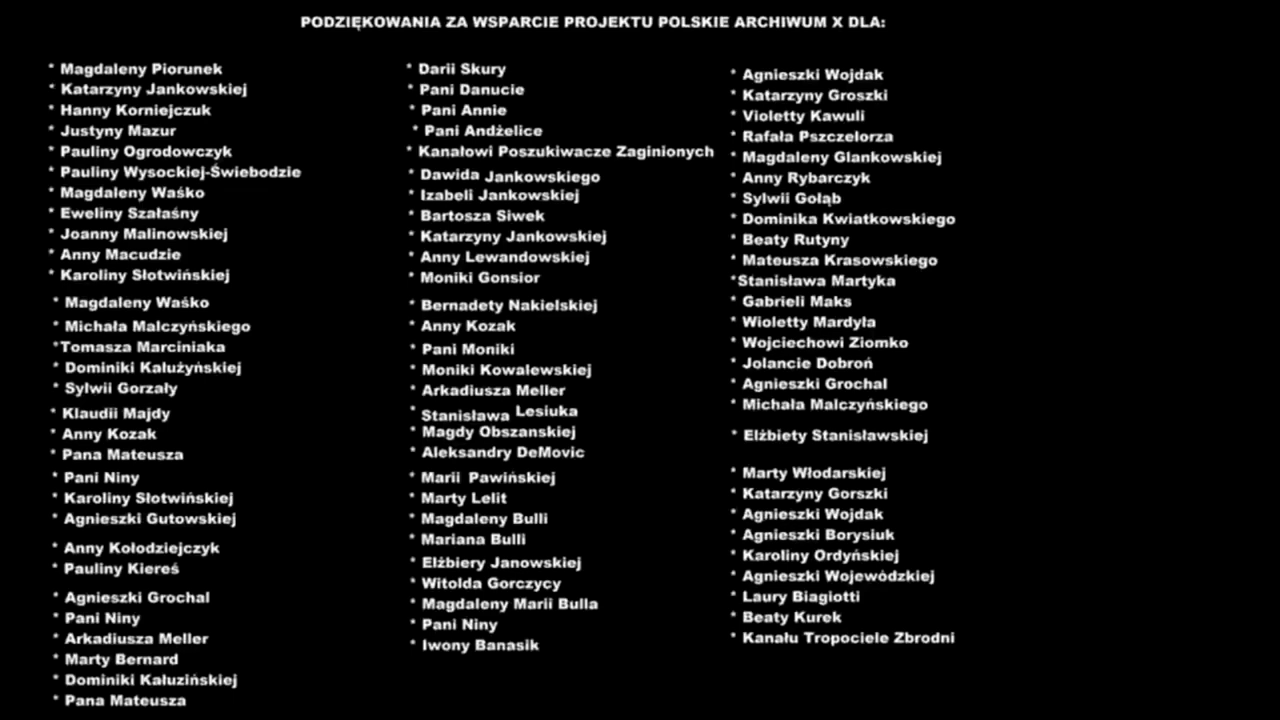 PODZIĘKOWANIA ZA WSPARCIE PROJEKTU POLSKIE ARCHIWUM X DLA:
* Magdaleny Piorunek
* Katarzyny Jankowskiej
* Hanny Korniejczuk
* Justyny Mazur
* Pauliny Ogrodowczyk
* Pauliny Wysockiej-Świebodzie
* Magdaleny Waśko
* Eweliny Szałaśny
* Joanny Malinowskiej
* Anny Macudzie
* Karoliny Słotwińskiej
* Magdaleny Waśko
* Michała Malczyńskiego
*Tomasza Marciniaka
* Dominiki Kałużyńskiej
* Sylwii Gorzały
* Klaudii Majdy
* Anny Kozak
* Pana Mateusza
* Pani Niny
* Karoliny Słotwińskiej
* Agnieszki Gutowskiej
* Anny Kołodziejczyk
* Pauliny Kiereś
* Agnieszki Grochal
* Pani Niny
* Arkadiusza Meller
* Marty Bernard
* Dominiki Kałuzińskiej
* Pana Mateusza
* Darii Skury
* Pani Danucie
* Pani Annie
* Pani Andżelice
* Kanałowi Poszukiwacze Zaginionych
* Dawida Jankowskiego
* Izabeli Jankowskiej
* Bartosza Siwek
* Katarzyny Jankowskiej
* Anny Lewandowskiej
* Moniki Gonsior
* Bernadety Nakielskiej
* Anny Kozak
* Pani Moniki
* Moniki Kowalewskiej
* Arkadiusza Meller
* Stanisława Lesiuka
* Magdy Obszanskiej
* Aleksandry DeMovic
* Marii Pawińskiej
* Marty Lelit
* Magdaleny Bulli
* Mariana Bulli
* Elżbiery Janowskiej
* Witolda Gorczycy
* Magdaleny Marii Bulla
* Pani Niny
* Iwony Banasik
* Agnieszki Wojdak
* Katarzyny Groszki
* Violetty Kawuli
* Rafała Pszczelorza
* Magdaleny Glankowskiej
* Anny Rybarczyk
* Sylwii Gołąb
* Dominika Kwiatkowskiego
* Beaty Rutyny
* Mateusza Krasowskiego
*Stanisława Martyka
* Gabrieli Maks
* Wioletty Mardyła
* Wojciechowi Ziomko
* Jolancie Dobroń
* Agnieszki Grochal
* Michała Malczyńskiego
* Elżbiety Stanisławskiej
* Marty Włodarskiej
* Katarzyny Gorszki
* Agnieszki Wojdak
* Agnieszki Borysiuk
* Karoliny Ordyńskiej
* Agnieszki Wojewódzkiej
* Laury Biagiotti
* Beaty Kurek
* Kanału Tropociele Zbrodni